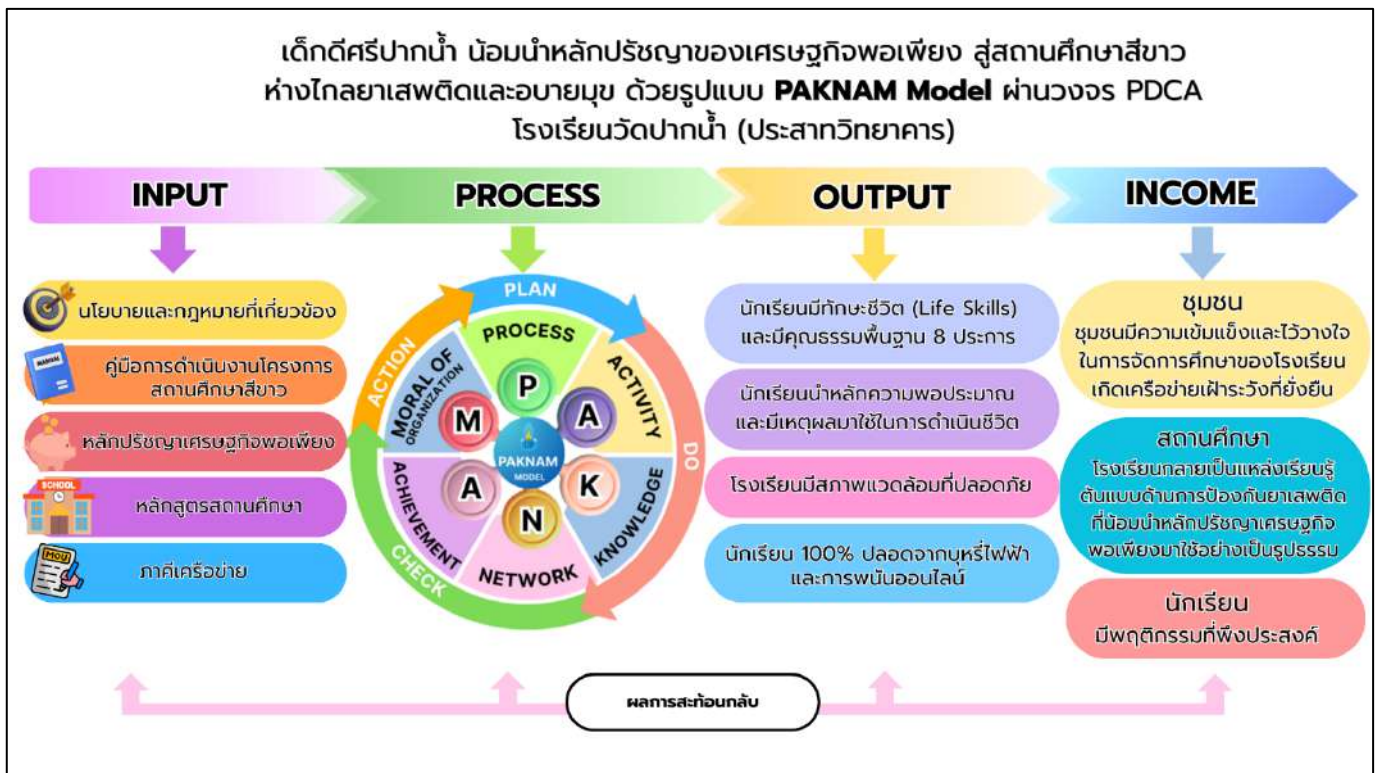 เด็กดีศรีปากน้ำ น้อมนำหลักปรัชญาของเศรษฐกิจพอเพียง สู่สถานศึกษาสีขาว
ห่างไกลยาเสพติดและอบายมุข ด้วยรูปแบบ PAKNAM Model ผ่านวงจร PDCA
โรงเรียนวัดปากน้ำ (ประสาทวิทยาคาร)
INPUT
PROCESS
OUTPUT
INCOME
นโยบายและกฎหมายที่เกี่ยวข้อง
MANUAL
คู่มือการดำเนินงานโครงการ
สถานศึกษาสีขาว
หลักปรัชญาเศรษฐกิจพอเพียง
SCHOOL
หลักสูตรสถานศึกษา
MOU
ภาคีเครือข่าย
PLAN
DO
CHECK
ACTION
PROCESS
ACTIVITY
KNOWLEDGE
NETWORK
ACHIEVEMENT
MORAL OF
ORGANIZATION
P
A
K
N
A
M
PAKNAM
MODEL
นักเรียนมีทักษะชีวิต (Life Skills)
และมีคุณธรรมพื้นฐาน 8 ประการ
นักเรียนนำหลักความพอประมาณ
และมีเหตุผลมาใช้ในการดำเนินชีวิต
โรงเรียนมีสภาพแวดล้อมที่ปลอดภัย
นักเรียน 100% ปลอดจากบุหรี่ไฟฟ้า
และการพนันออนไลน์
ชุมชน
ชุมชนมีความเข้มแข็งและไว้วางใจ
ในการจัดการศึกษาของโรงเรียน
เกิดเครือข่ายเฝ้าระวังที่ยั่งยืน
สถานศึกษา
โรงเรียนกลายเป็นแหล่งเรียนรู้
ต้นแบบด้านการป้องกันยาเสพติด
ที่น้อมนำหลักปรัชญาเศรษฐกิจ
พอเพียงมาใช้อย่างเป็นรูปธรรม
นักเรียน
มีพฤติกรรมที่พึงประสงค์
ผลการสะท้อนกลับ